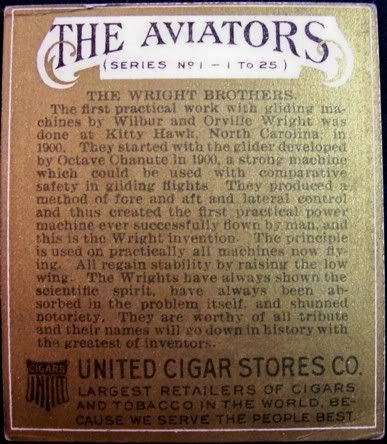 THE AVIATORS
(SERIES No 1 - 1 TO 25)
THE WRIGHT BROTHERS.
The first practical work with gliding ma-
chines by Wilbur and Orville Wright was
done at Kitty Hawk, North Carolina, in
1900. They started with the glider developed
by Octave Chanute in 1900, a strong machine
which could be used with comparative
safety in gliding flights They produced a
method of fore and aft and lateral control
and thus created the first practical power
machine ever successfully flown by man, and
this is the Wright invention. The principle
is used on practically all machines now fly-
ing. All regain stability by raising the low
wing. The Wrights have always shown the
scientific spirit, have always been ab-
sorbed in the problem itself, and shunned
notoriety. They are worthy of all tribute
and their names will go down in history with
the greatest of inventors.
CIGARS
UNITED
UNITED CIGAR STORES CO.
LARGEST RETAILERS OF CIGARS
AND TOBACCO IN THE WORLD, BE-
CAUSE WE SERVE THE PEOPLE BEST.